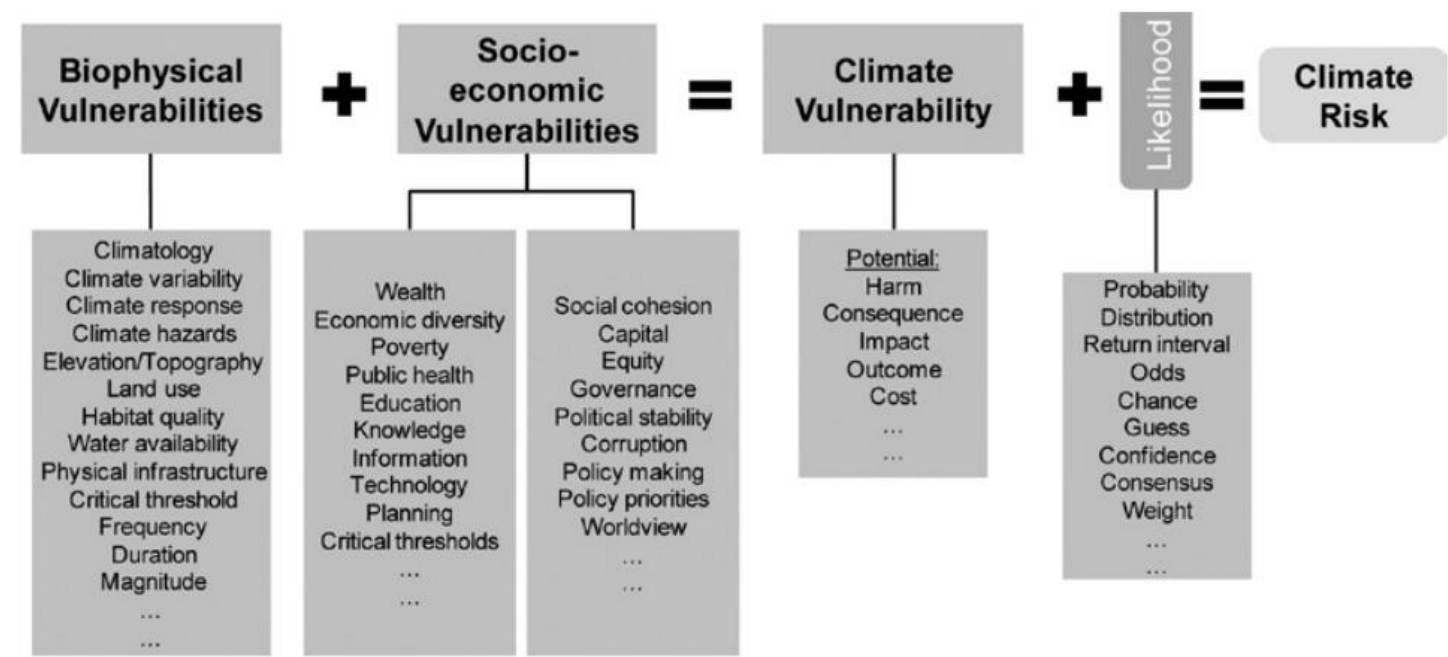 Biophysical
Vulnerabilities
+
Socio-
economic
Vulnerabilities
=
Climate
Vulnerability
+
Likelihood
=
Climate
Risk
Climatology
Climate variability
Climate response
Climate hazards
Elevation/Topography
Land use
Habitat quality
Water availability
Physical infrastructure
Critical threshold
Frequency
Duration
Magnitude
...
...
Wealth
Economic diversity
Poverty
Public health
Education
Knowledge
Information
Technology
Planning
Critical thresholds
...
...
Social cohesion
Capital
Equity
Governance
Political stability
Corruption
Policy making
Policy priorities
Worldview
...
...
Potential:
Harm
Consequence
Impact
Outcome
Cost
...
...
Probability
Distribution
Return interval
Odds
Chance
Guess
Confidence
Consensus
Weight
...
...